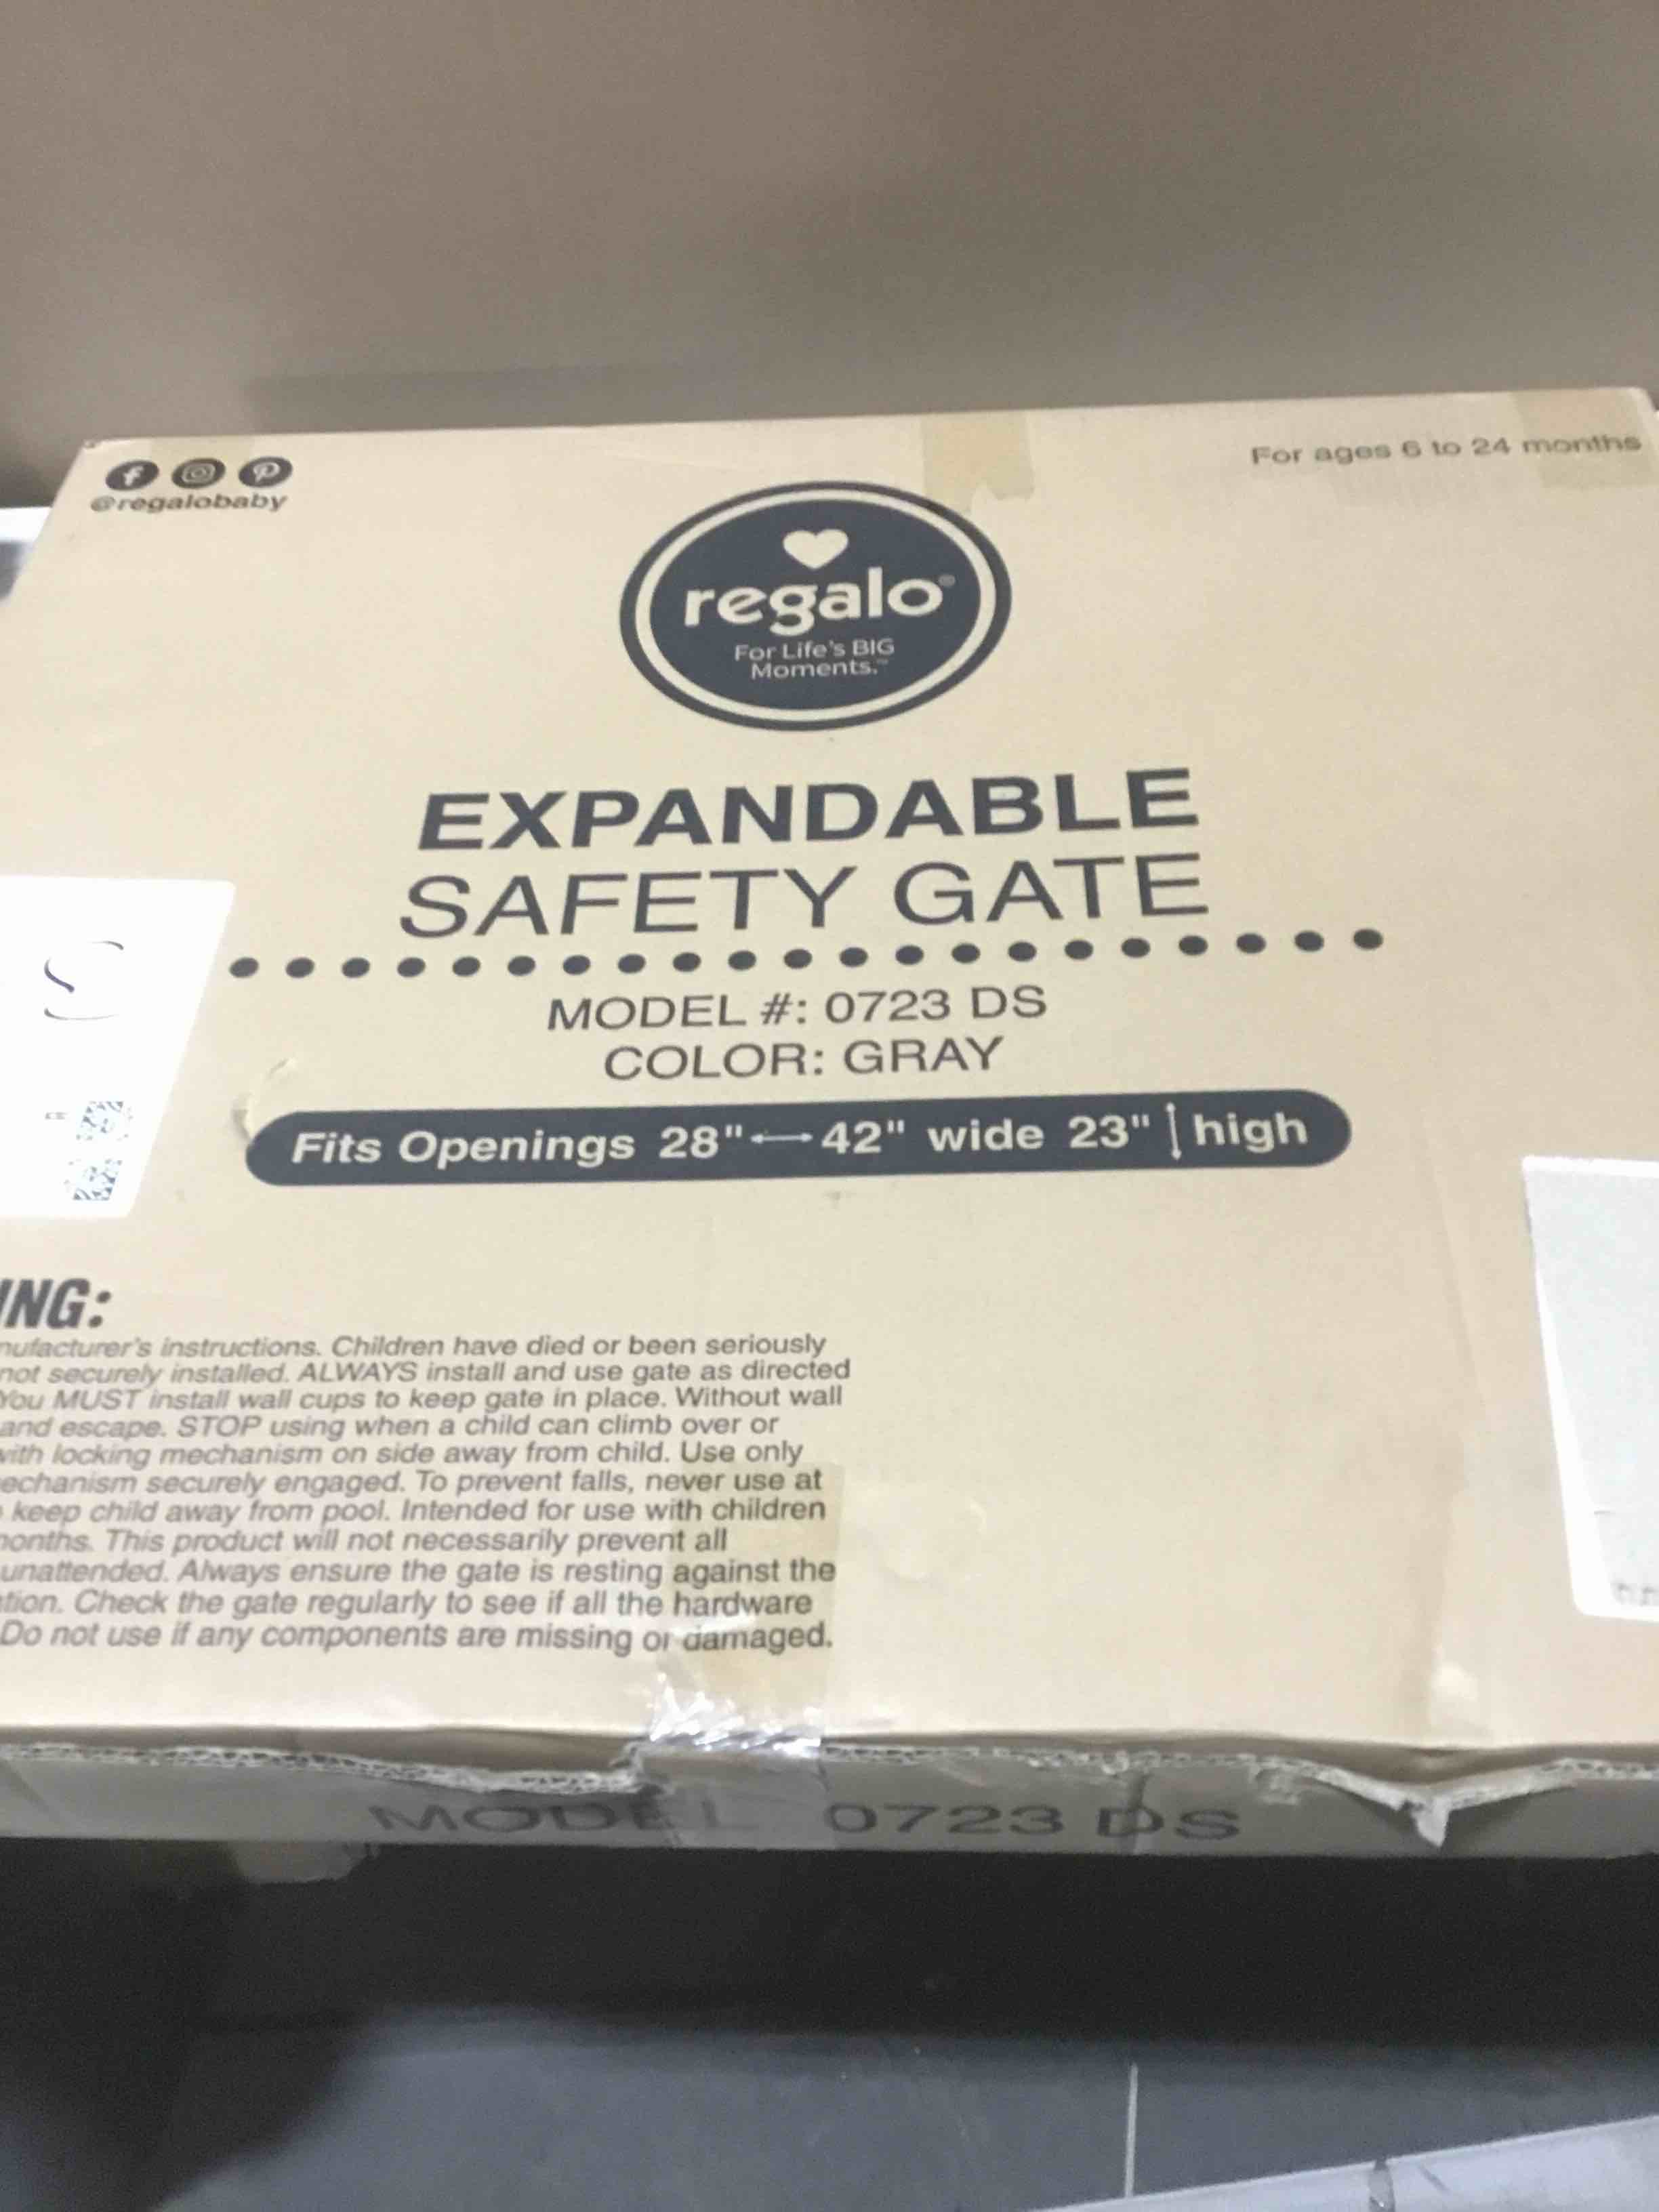 For ages 6 to 24 months
@regalobaby
regalo®
For Life's BIG
Moments.™
EXPANDABLE
SAFETY GATE
MODEL #: 0723 DS
COLOR: GRAY
Fits Openings 28" ↔ 42" wide 23" ↕ high
ING:
nufacturer's instructions. Children have died or been seriously
not securely installed. ALWAYS install and use gate as directed
You MUST install wall cups to keep gate in place. Without wall
and escape. STOP using when a child can climb over or
with locking mechanism on side away from child. Use only
echanism securely engaged. To prevent falls, never use at
keep child away from pool. Intended for use with children
months. This product will not necessarily prevent all
unattended. Always ensure the gate is resting against the
tion. Check the gate regularly to see if all the hardware
Do not use if any components are missing or damaged.
MODEL 0723 DS